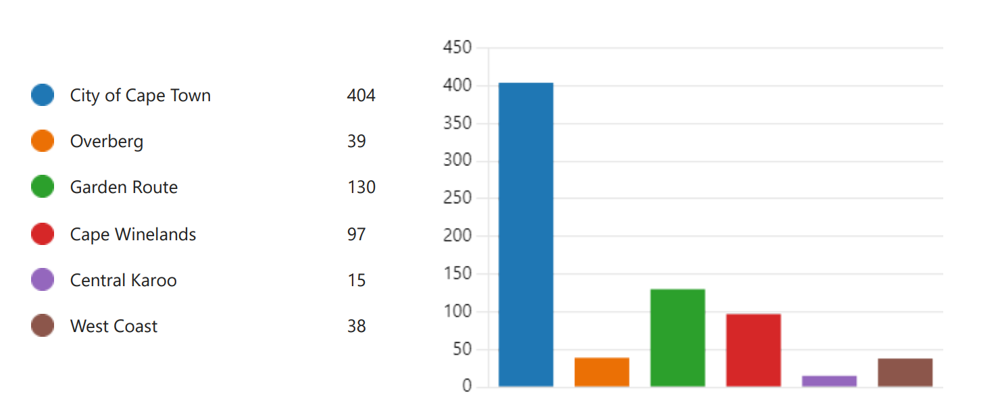 City of Cape Town 404
Overberg 39
Garden Route 130
Cape Winelands 97
Central Karoo 15
West Coast 38
450
400
350
300
250
200
150
100
50
0